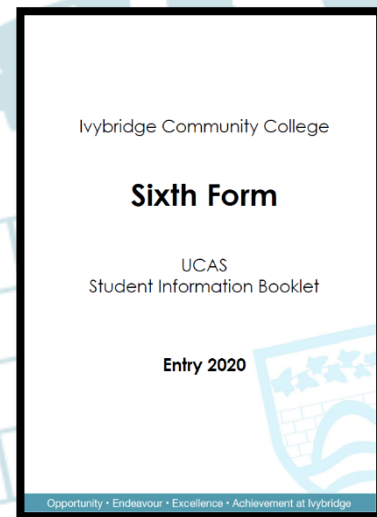 Ivybridge Community College
Sixth Form
UCAS
Student Information Booklet
Entry 2020
Opportunity • Endeavour • Excellence • Achievement at Ivybridge